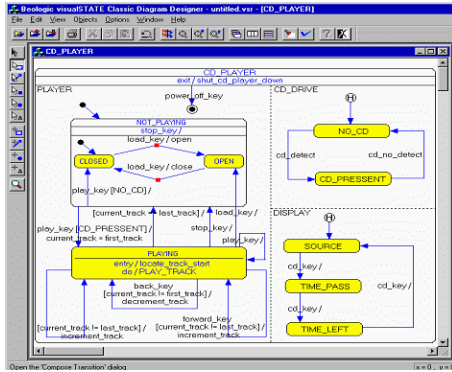 Beologic visualSTATE Classic Diagram Designer - untitled.vsr - [CD_PLAYER]
File Edit View Objects Options Window Help
CD_PLAYER
CD_PLAYER
exit / shut_cd_player_down
PLAYER
power_off_key
NOT_PLAYING
stop_key /
load_key / open
CLOSED
OPEN
load_key / close
play_key [NO_CD] /
[current_track = last_track] /
load_key /
play_key [CD_PRESSENT] /
current_track = first_track
stop_key /
play_key /
PLAYING
entry / locate_track_start
do / PLAY_TRACK
back_key
[current_track != first_track] /
decrement_track
[current_track != last_track] /
increment_track
forward_key
[current_track != last_track] /
increment_track
CD_DRIVE
H
NO_CD
cd_detect
cd_no_detect
CD_PRESSENT
DISPLAY
H
SOURCE
cd_key /
TIME_PASS
cd_key /
cd_key /
TIME_LEFT
Open the 'Compose Transition' dialog
x = 0 , y =